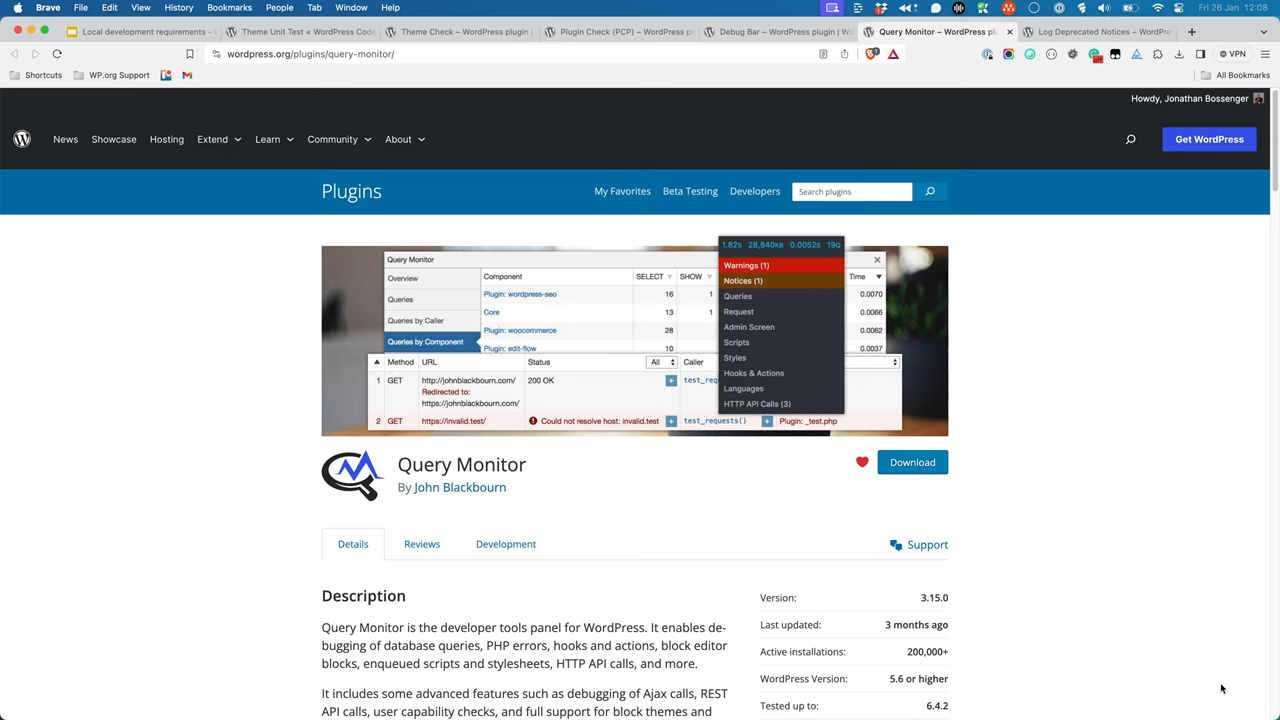 Brave Browser File Edit View History Bookmarks People Tab Window Help Fri 26 Jan 12:08
Local development requirements - Theme Unit Test « WordPress Code Theme Check – WordPress plugin | Plugin Check (PCP) – WordPress pl Debug Bar – WordPress plugin | Wo Query Monitor – WordPress plu Log Deprecated Notices – WordPre
wordpress.org/plugins/query-monitor/ VPN
Shortcuts WP.org Support All Bookmarks
Howdy, Jonathan Bossenger
News Showcase Hosting Extend Learn Community About Get WordPress
Plugins My Favorites Beta Testing Developers Search plugins
1.82s 28,840KB 0.0052s 19Q
Query Monitor
Warnings (1)
Overview Component SELECT SHOW Time
Notices (1)
Queries Plugin: wordpress-seo 16 1 Queries 0.0070
Request
Queries by Caller Core 13 1 0.0066
Admin Screen
Queries by Component Plugin: woocommerce 28 Scripts 0.0062
Plugin: edit-flow 10 0.0037
Styles
Method URL Status All Caller
Hooks & Actions
1 GET http://johnblackbourn.com/ 200 OK test_req
Redirected to:
Languages
https://johnblackbourn.com/
HTTP API Calls (3)
2 GET https://invalid.test/ Could not resolve host: invalid.test test_requests() Plugin: _test.php
Query Monitor
By John Blackbourn
Download
Details Reviews Development Support
Description
Query Monitor is the developer tools panel for WordPress. It enables de-
bugging of database queries, PHP errors, hooks and actions, block editor
blocks, enqueued scripts and stylesheets, HTTP API calls, and more.
It includes some advanced features such as debugging of Ajax calls, REST
API calls, user capability checks, and full support for block themes and
Version: 3.15.0
Last updated: 3 months ago
Active installations: 200,000+
WordPress Version: 5.6 or higher
Tested up to: 6.4.2